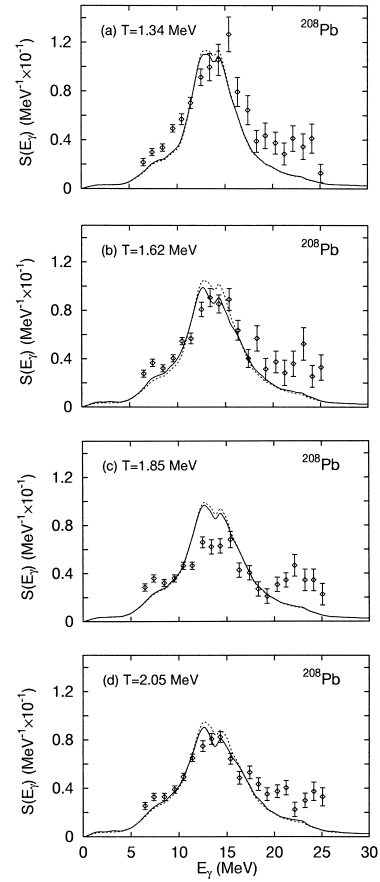 (a) T=1.34 MeV
²⁰⁸Pb
1.2
0.8
0.4
0
S(Eγ) (MeV⁻¹×10⁻¹)
(b) T=1.62 MeV
²⁰⁸Pb
1.2
0.8
0.4
0
S(Eγ) (MeV⁻¹×10⁻¹)
(c) T=1.85 MeV
²⁰⁸Pb
1.2
0.8
0.4
0
S(Eγ) (MeV⁻¹×10⁻¹)
(d) T=2.05 MeV
²⁰⁸Pb
1.2
0.8
0.4
0
S(Eγ) (MeV⁻¹×10⁻¹)
0 5 10 15 20 25 30
Eγ (MeV)